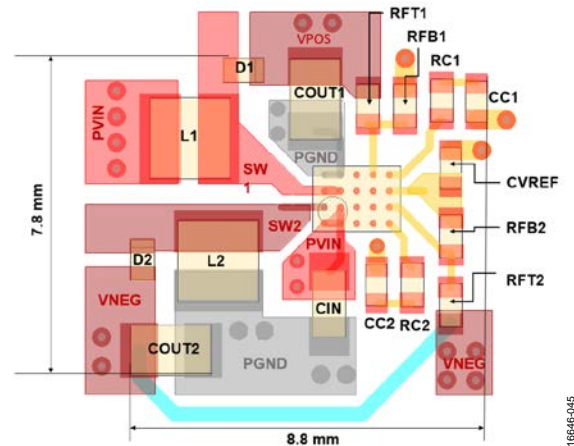 RFT1
VPOS
RFB1
D1
RC1
COUT1
CC1
PVIN
L1
PGND
SW
1
CVREF
7.8 mm
SW2
RFB2
PVIN
D2
L2
RFT2
VNEG
CIN
CC2
RC2
COUT2
PGND
VNEG
8.8 mm
16646-045